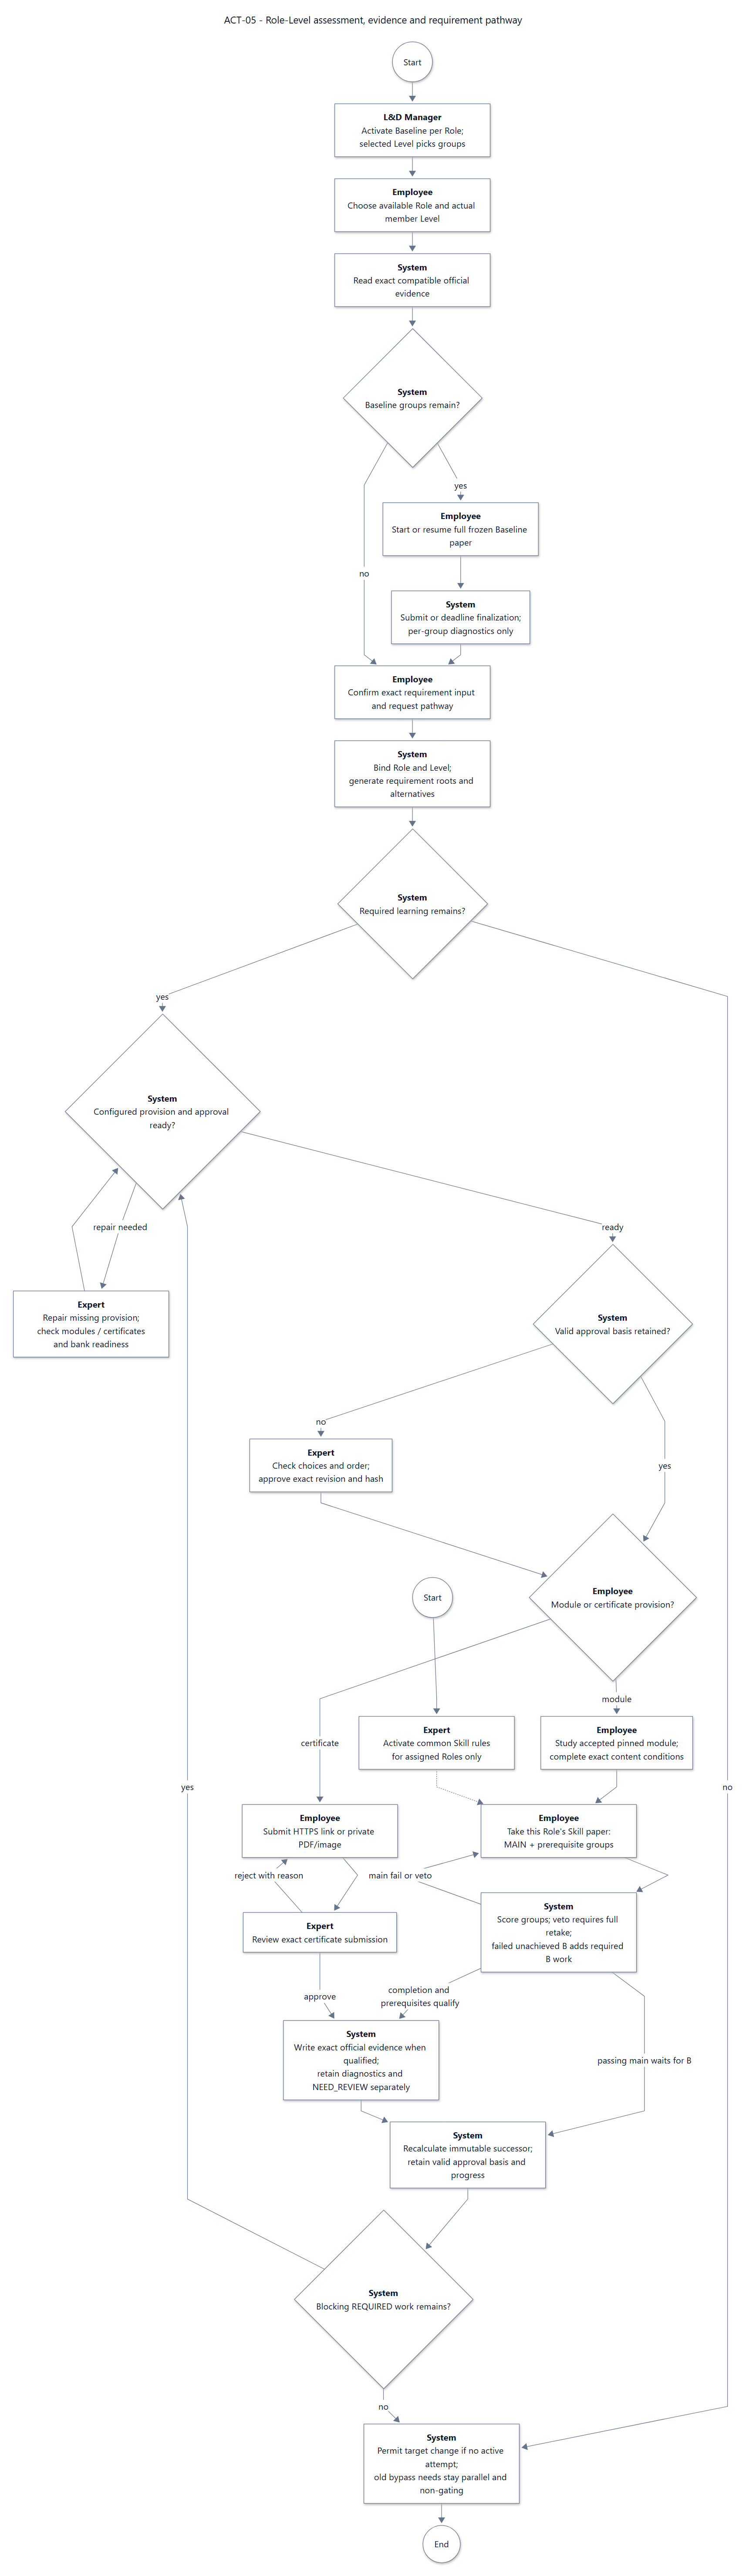 ACT-05 - Role-Level assessment, evidence and requirement pathway
Start
L&D Manager
Activate Baseline per Role;
selected Level picks groups
Employee
Choose available Role and actual
member Level
System
Read exact compatible official
evidence
System
Baseline groups remain?
yes
no
Employee
Start or resume full frozen Baseline
paper
System
Submit or deadline finalization;
per-group diagnostics only
Employee
Confirm exact requirement input
and request pathway
System
Bind Role and Level;
generate requirement roots and
alternatives
System
Required learning remains?
yes
System
Configured provision and approval
ready?
repair needed
ready
Expert
Repair missing provision;
check modules / certificates
and bank readiness
System
Valid approval basis retained?
no
yes
Expert
Check choices and order;
approve exact revision and hash
Start
Employee
Module or certificate provision?
module
certificate
Expert
Activate common Skill rules
for assigned Roles only
Employee
Study accepted pinned module;
complete exact content conditions
yes
no
Employee
Submit HTTPS link or private
PDF/image
Employee
Take this Role's Skill paper:
MAIN + prerequisite groups
reject with reason
main fail or veto
Expert
Review exact certificate submission
System
Score groups; veto requires full
retake;
failed unachieved B adds required
B work
approve
completion and
prerequisites qualify
System
Write exact official evidence when
qualified;
retain diagnostics and
NEED_REVIEW separately
passing main waits for B
System
Recalculate immutable successor;
retain valid approval basis and
progress
System
Blocking REQUIRED work remains?
no
System
Permit target change if no active
attempt;
old bypass needs stay parallel and
non-gating
End